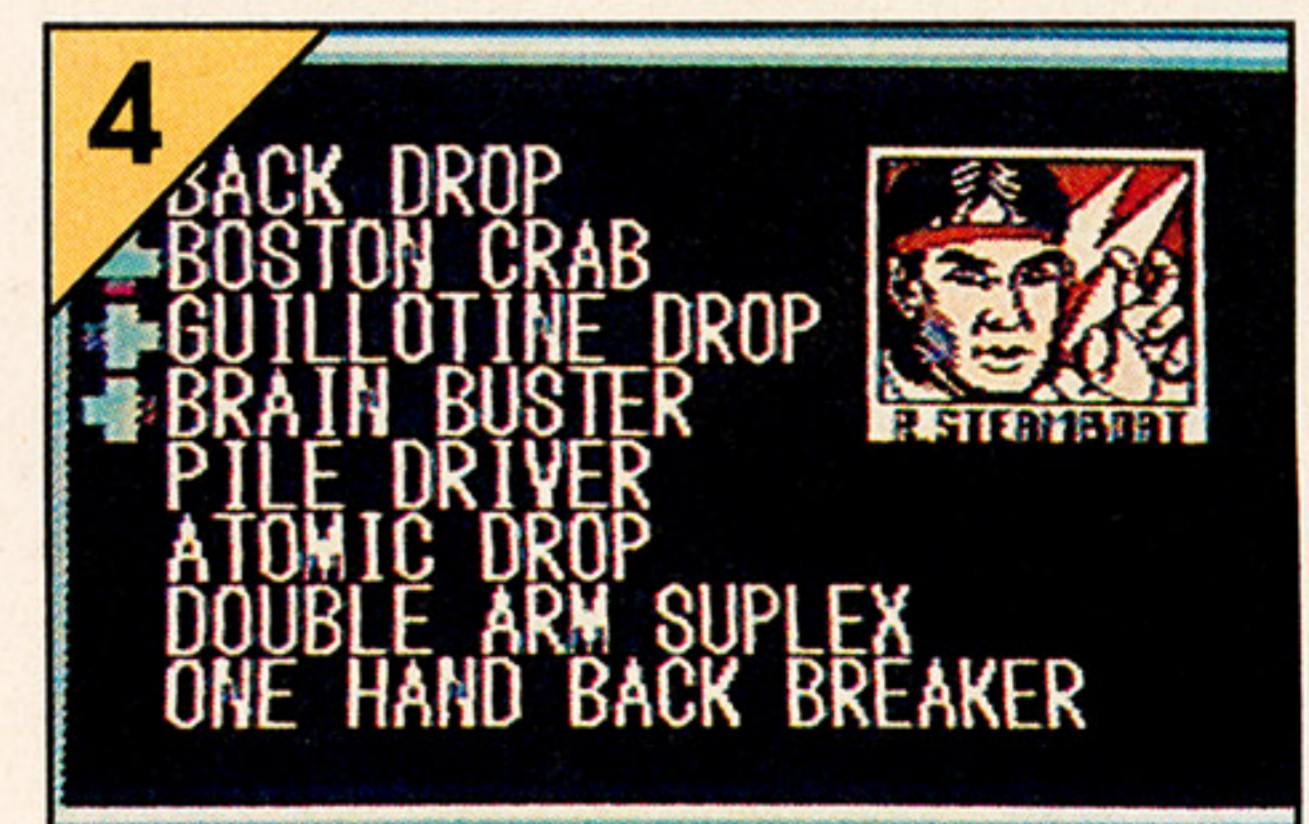 4
BACK DROP
BOSTON CRAB
GUILLOTINE DROP
BRAIN BUSTER
PILE DRIVER
ATOMIC DROP
DOUBLE ARM SUPLEX
ONE HAND BACK BREAKER
R.STEAMBOAT